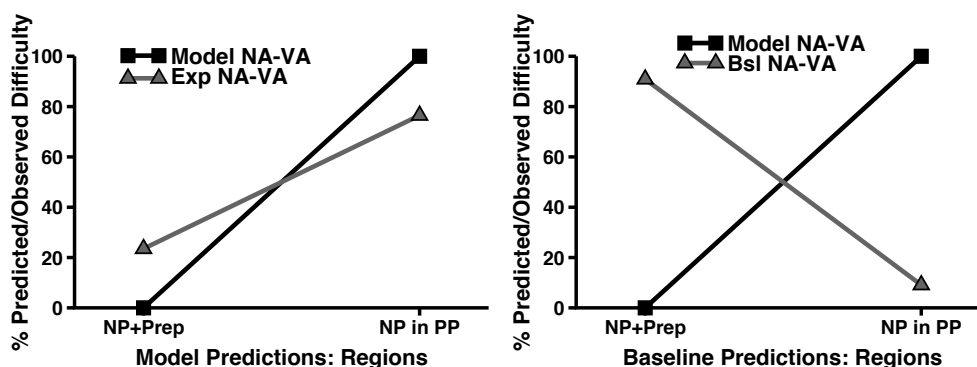 % Predicted/Observed Difficulty
Model NA-VA
Exp NA-VA
100
80
60
40
20
0
NP+Prep
NP in PP
Model Predictions: Regions
% Predicted/Observed Difficulty
Model NA-VA
Bsl NA-VA
100
80
60
40
20
0
NP+Prep
NP in PP
Baseline Predictions: Regions